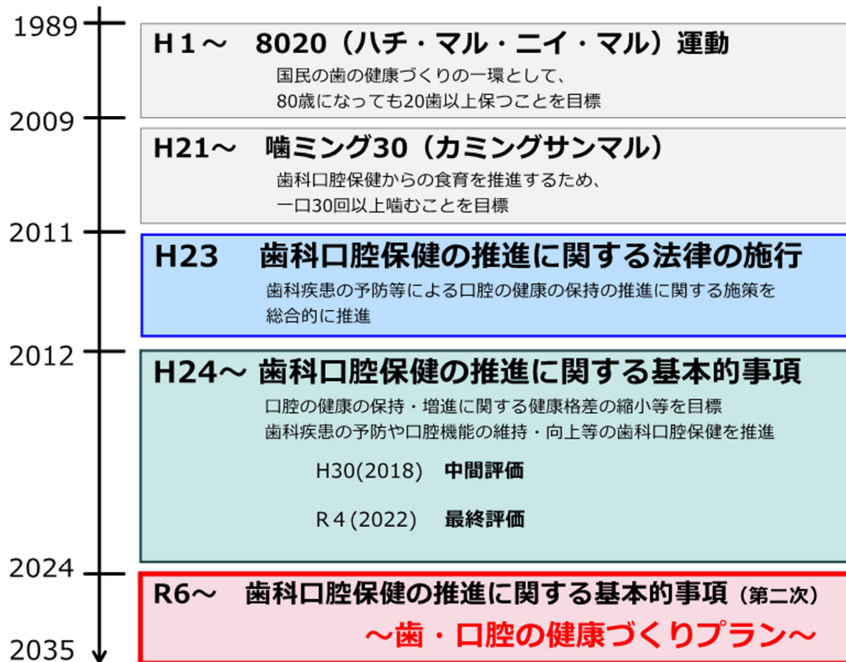 1989
H1～ 8020（ハチ・マル・ニイ・マル）運動
国民の歯の健康づくりの一環として、
80歳になっても20歯以上保つことを目標
2009
H21～ 噛ミング30（カミングサンマル）
歯科口腔保健からの食育を推進するため、
一口30回以上噛むことを目標
2011
H23 歯科口腔保健の推進に関する法律の施行
歯科疾患の予防等による口腔の健康の保持の推進に関する施策を
総合的に推進
2012
H24～ 歯科口腔保健の推進に関する基本的事項
口腔の健康の保持・増進に関する健康格差の縮小等を目標
歯科疾患の予防や口腔機能の維持・向上等の歯科口腔保健を推進
H30(2018) 中間評価
R４(2022) 最終評価
2024
R6～ 歯科口腔保健の推進に関する基本的事項（第二次）
～歯・口腔の健康づくりプラン～
2035